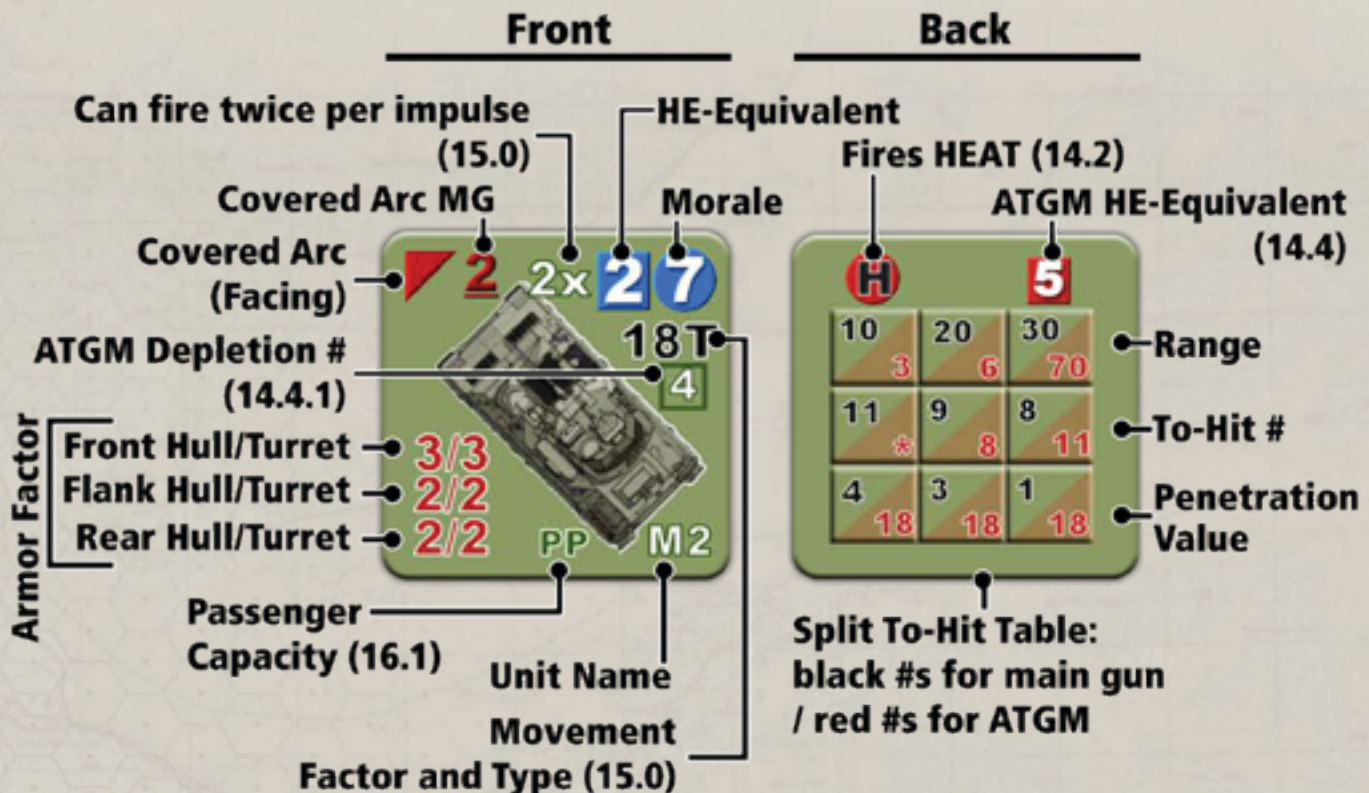 Front
Back
Can fire twice per impulse
(15.0)
HE-Equivalent
Fires HEAT (14.2)
Covered Arc MG
Morale
ATGM HE-Equivalent
(14.4)
Covered Arc
(Facing)
2 2x 2 7
H 5
18T
ATGM Depletion #
(14.4.1)
4
10 3 20 6 30 70
Range
Armor Factor
Front Hull/Turret
3/3
11 * 9 8 8 11
To-Hit #
Flank Hull/Turret
2/2
Rear Hull/Turret
2/2
4 18 3 18 1 18
Penetration
Value
PP M2
Passenger
Capacity (16.1)
Unit Name
Movement
Factor and Type (15.0)
Split To-Hit Table:
black #s for main gun
/ red #s for ATGM